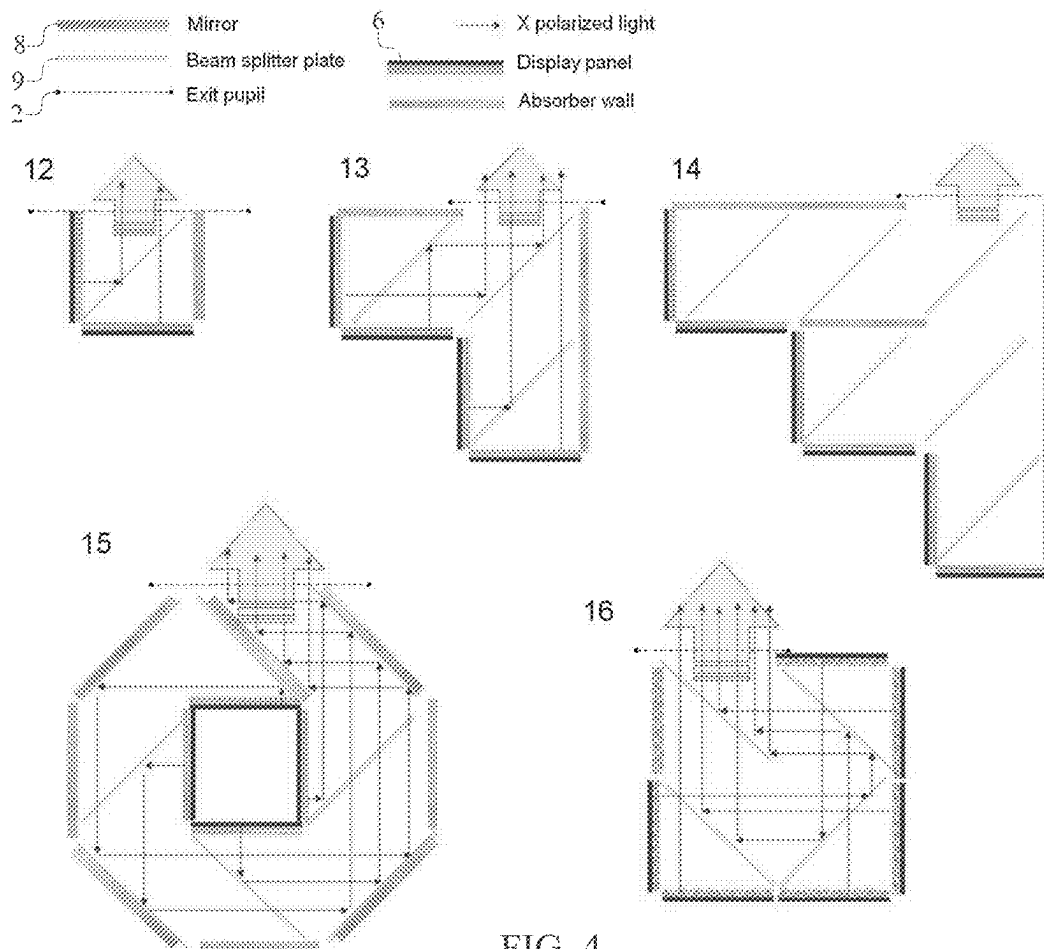 8 Mirror
9 Beam splitter plate
2 Exit pupil
X polarized light
6 Display panel
Absorber wall
12
13
14
15
16
FIG. 4